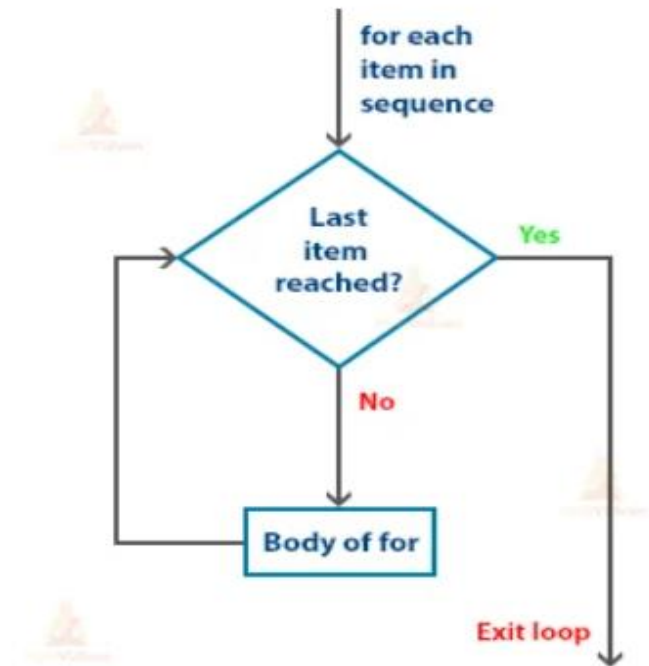 for each
item in
sequence
Last
item
reached?
Yes
No
Body of for
Exit loop